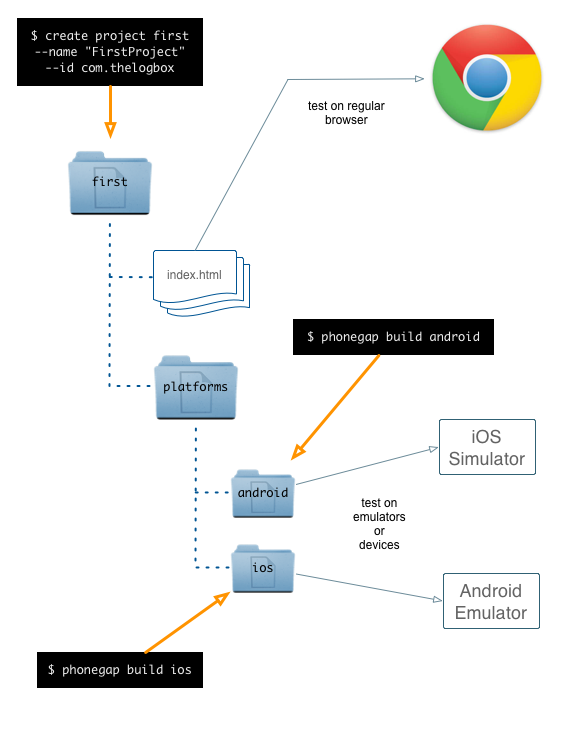 $ create project first
--name "FirstProject"
--id com.thelogbox
test on regular
browser
first
index.html
$ phonegap build android
platforms
iOS
Simulator
android
test on
emulators
or
devices
ios
Android
Emulator
$ phonegap build ios